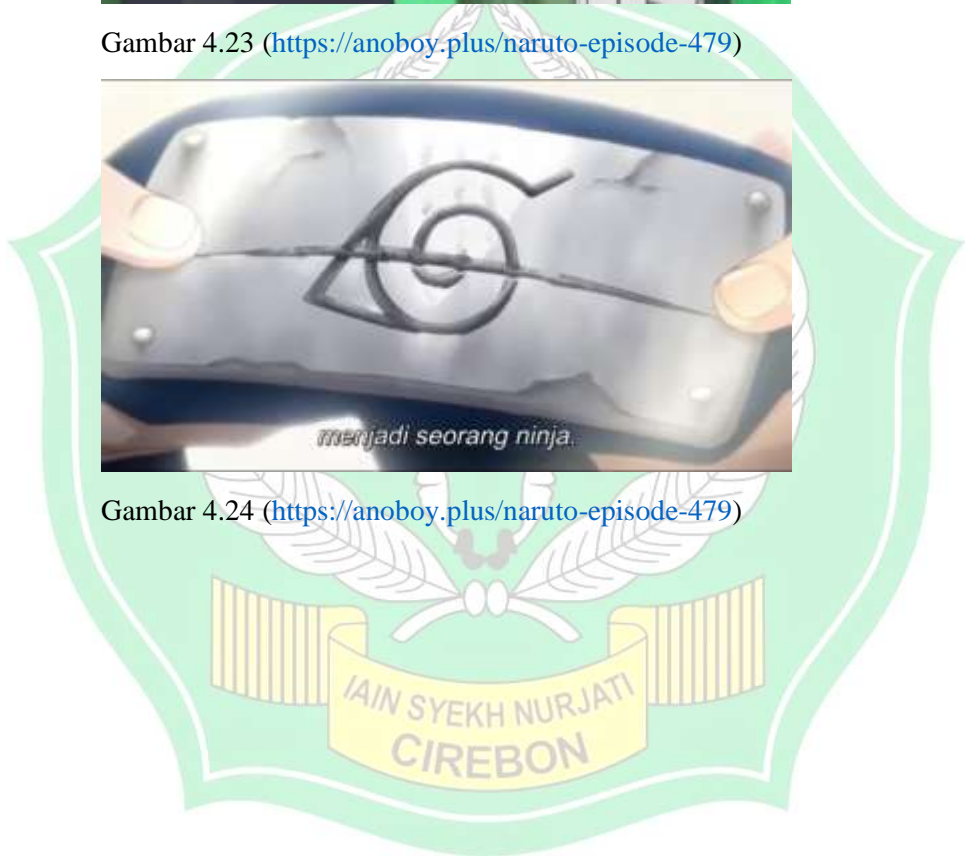 Gambar 4.23 (https://anoboy.plus/naruto-episode-479)
menjadi seorang ninja.
Gambar 4.24 (https://anoboy.plus/naruto-episode-479)
IAIN SYEKH NURJATI
CIREBON